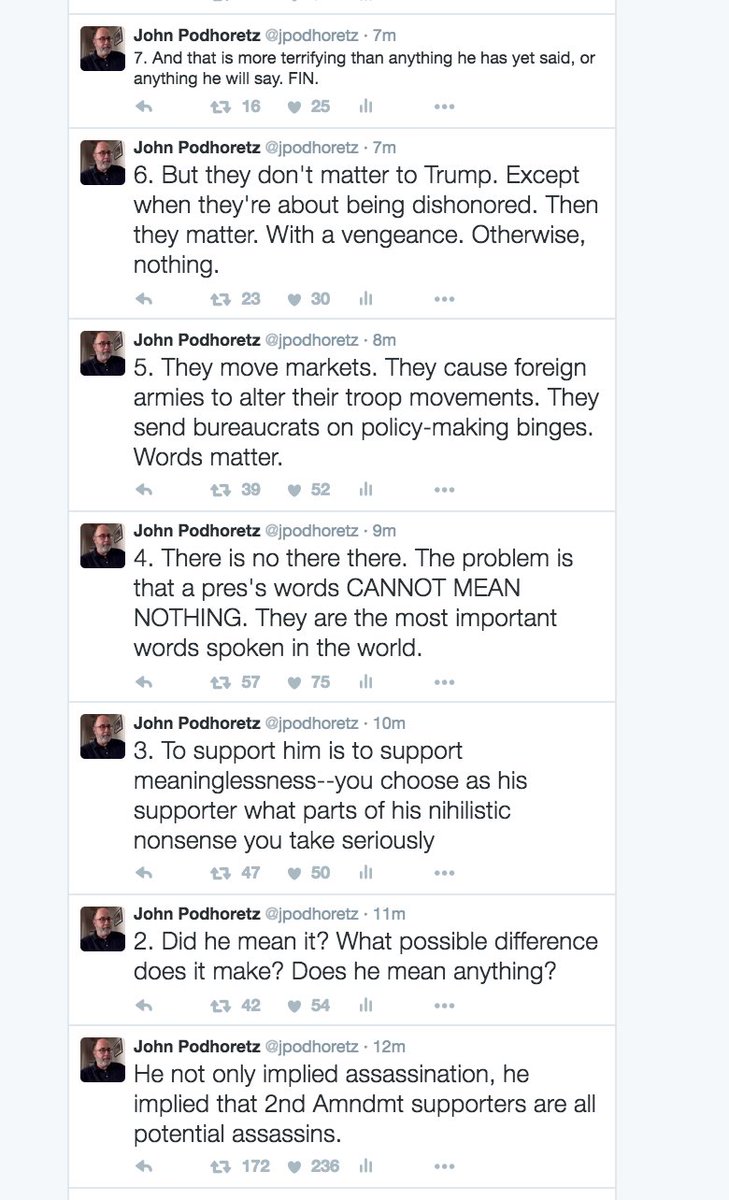 John Podhoretz @jpodhoretz · 7m
7. And that is more terrifying than anything he has yet said, or
anything he will say. FIN.
16 25
John Podhoretz @jpodhoretz · 7m
6. But they don't matter to Trump. Except
when they're about being dishonored. Then
they matter. With a vengeance. Otherwise,
nothing.
23 30
John Podhoretz @jpodhoretz · 8m
5. They move markets. They cause foreign
armies to alter their troop movements. They
send bureaucrats on policy-making binges.
Words matter.
39 52
John Podhoretz @jpodhoretz · 9m
4. There is no there there. The problem is
that a pres's words CANNOT MEAN
NOTHING. They are the most important
words spoken in the world.
57 75
John Podhoretz @jpodhoretz · 10m
3. To support him is to support
meaninglessness--you choose as his
supporter what parts of his nihilistic
nonsense you take seriously
47 50
John Podhoretz @jpodhoretz · 11m
2. Did he mean it? What possible difference
does it make? Does he mean anything?
42 54
John Podhoretz @jpodhoretz · 12m
He not only implied assassination, he
implied that 2nd Amndmt supporters are all
potential assassins.
172 236